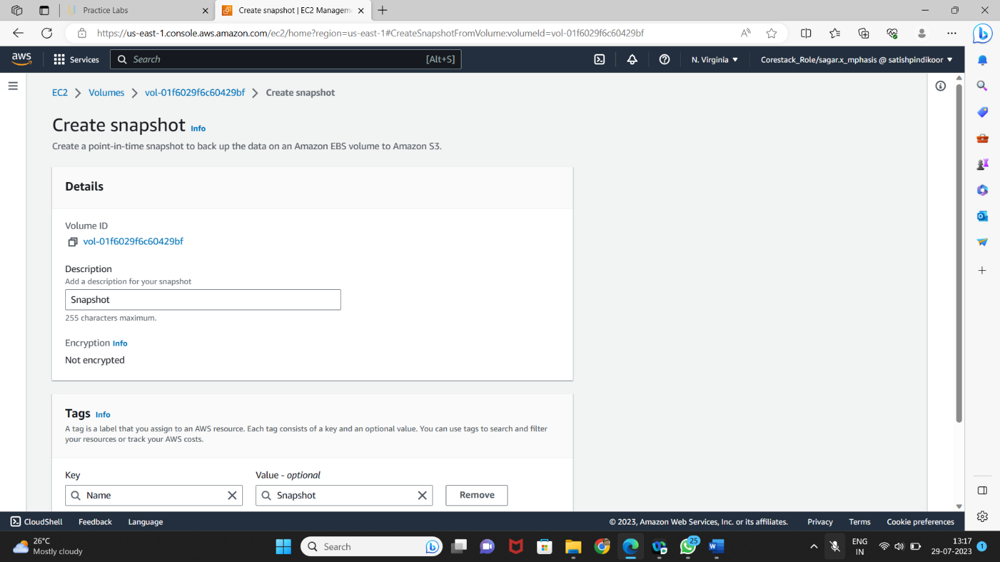 Practice Labs
Create snapshot | EC2 Managem
https://us-east-1.console.aws.amazon.com/ec2/home?region=us-east-1#CreateSnapshotFromVolume:volumeId=vol-01f6029f6c60429bf
aws
Services
Search
[Alt+S]
N. Virginia
Corestack_Role/sagar.x_mphasis @ satishpindikoor
EC2
Volumes
vol-01f6029f6c60429bf
Create snapshot
Create snapshot Info
Create a point-in-time snapshot to back up the data on an Amazon EBS volume to Amazon S3.
Details
Volume ID
vol-01f6029f6c60429bf
Description
Add a description for your snapshot
Snapshot
255 characters maximum.
Encryption Info
Not encrypted
Tags Info
A tag is a label that you assign to an AWS resource. Each tag consists of a key and an optional value. You can use tags to search and filter
your resources or track your AWS costs.
Key
Value - optional
Name
Snapshot
Remove
CloudShell
Feedback
Language
© 2023, Amazon Web Services, Inc. or its affiliates.
Privacy
Terms
Cookie preferences
26°C
Mostly cloudy
Search
25
ENG
IN
13:17
29-07-2023
1